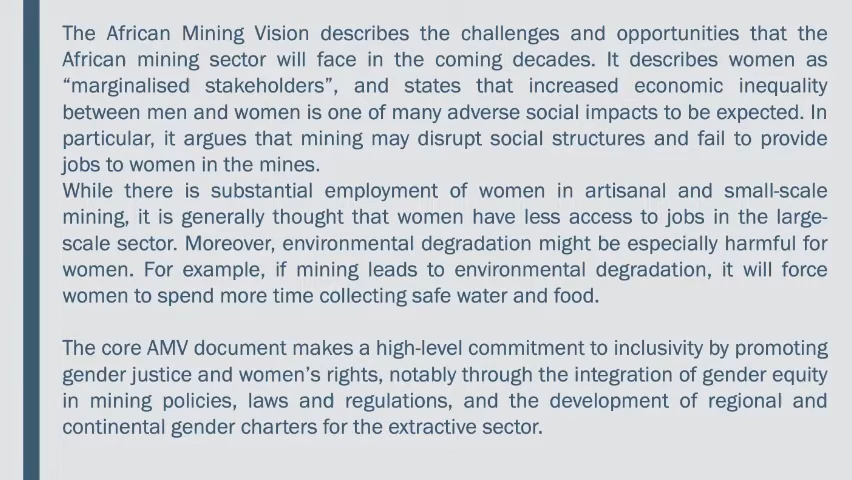 The African Mining Vision describes the challenges and opportunities that the
African mining sector will face in the coming decades. It describes women as
“marginalised stakeholders”, and states that increased economic inequality
between men and women is one of many adverse social impacts to be expected. In
particular, it argues that mining may disrupt social structures and fail to provide
jobs to women in the mines.
While there is substantial employment of women in artisanal and small-scale
mining, it is generally thought that women have less access to jobs in the large-
scale sector. Moreover, environmental degradation might be especially harmful for
women. For example, if mining leads to environmental degradation, it will force
women to spend more time collecting safe water and food.
The core AMV document makes a high-level commitment to inclusivity by promoting
gender justice and women’s rights, notably through the integration of gender equity
in mining policies, laws and regulations, and the development of regional and
continental gender charters for the extractive sector.